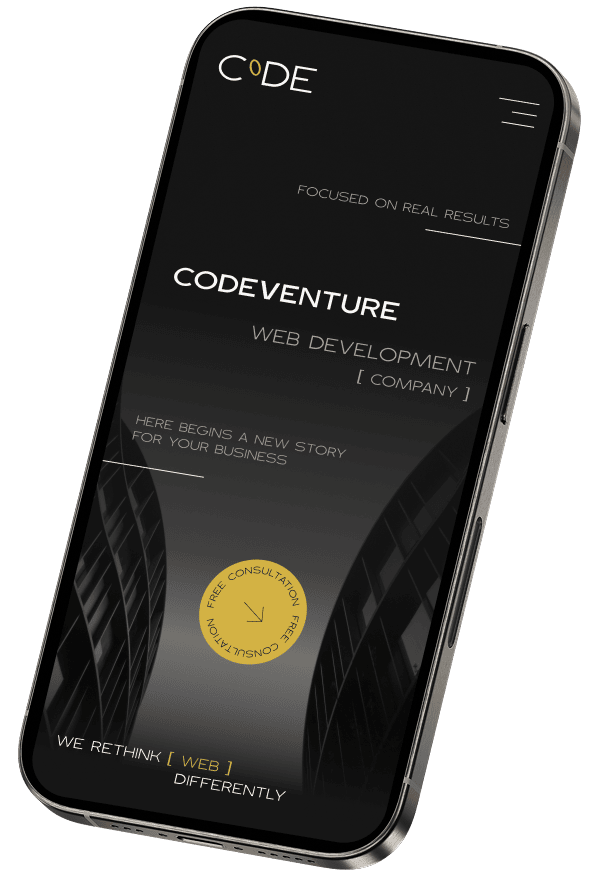 CODE
FOCUSED ON REAL RESULTS
CODEVENTURE
WEB DEVELOPMENT
[ COMPANY ]
HERE BEGINS A NEW STORY
FOR YOUR BUSINESS
FREE CONSULTATION FREE CONSULTATION
WE RETHINK [ WEB ]
DIFFERENTLY